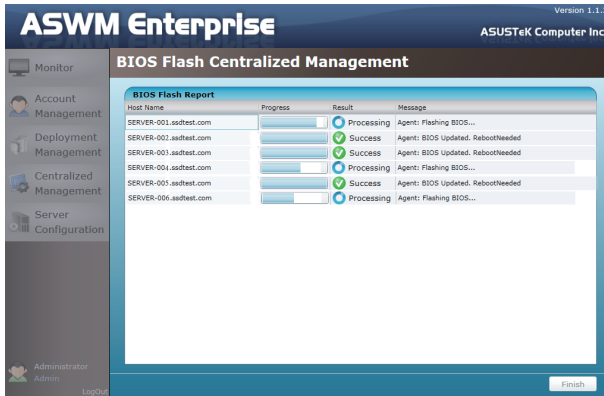 Version 1.1.
ASWM Enterprise
ASUSTeK Computer Inc
Monitor
BIOS Flash Centralized Management
Account
Management
Deployment
Management
Centralized
Management
Server
Configuration
BIOS Flash Report
Host Name Progress Result Message
SERVER-001.ssdtest.com Processing Agent: Flashing BIOS...
SERVER-002.ssdtest.com Success Agent: BIOS Updated. RebootNeeded
SERVER-003.ssdtest.com Success Agent: BIOS Updated. RebootNeeded
SERVER-004.ssdtest.com Processing Agent: Flashing BIOS...
SERVER-005.ssdtest.com Success Agent: BIOS Updated. RebootNeeded
SERVER-006.ssdtest.com Processing Agent: Flashing BIOS...
Administrator
Admin
LogOut
Finish